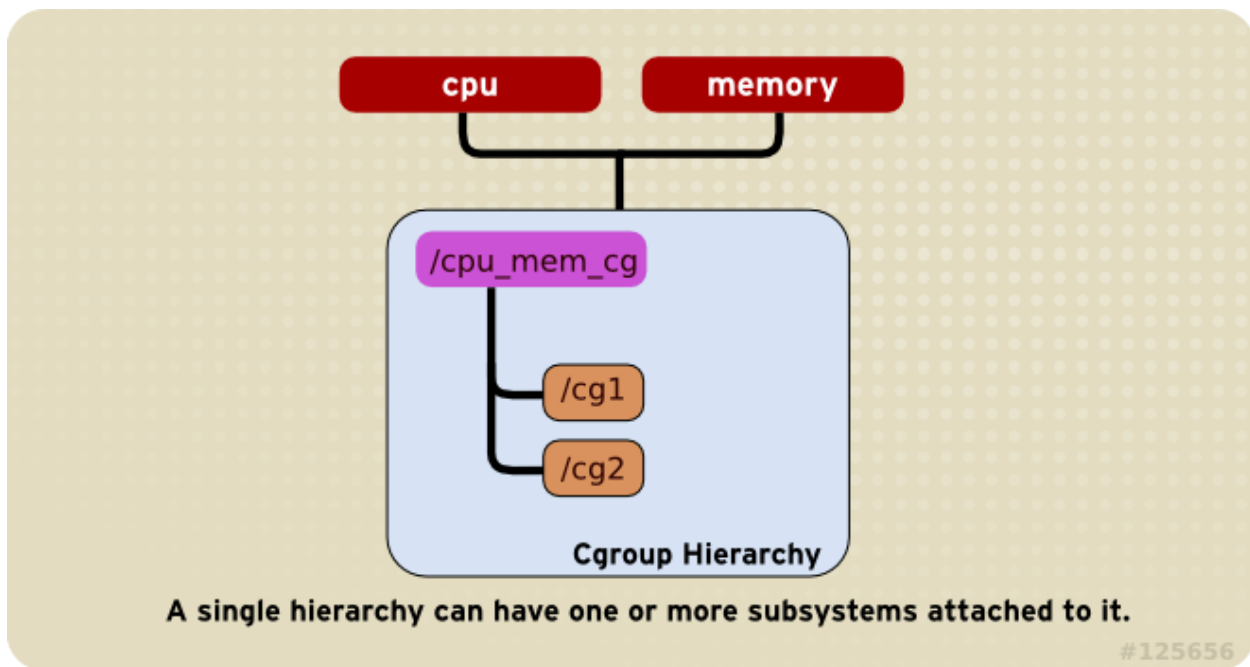 cpu
memory
/cpu_mem_cg
/cg1
/cg2
Cgroup Hierarchy
A single hierarchy can have one or more subsystems attached to it.
#125656